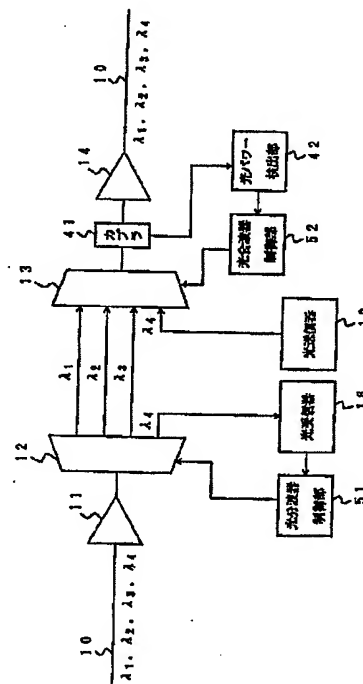 10
λ1, λ2, λ3, λ4
11
12
λ1
λ2
λ3
λ4
λ4
13
41
カプラ
14
10
λ1, λ2, λ3, λ4
光分波器
制御部
51
光受信器
光送信器
光合波器
制御部
52
光パワー
検出部
42